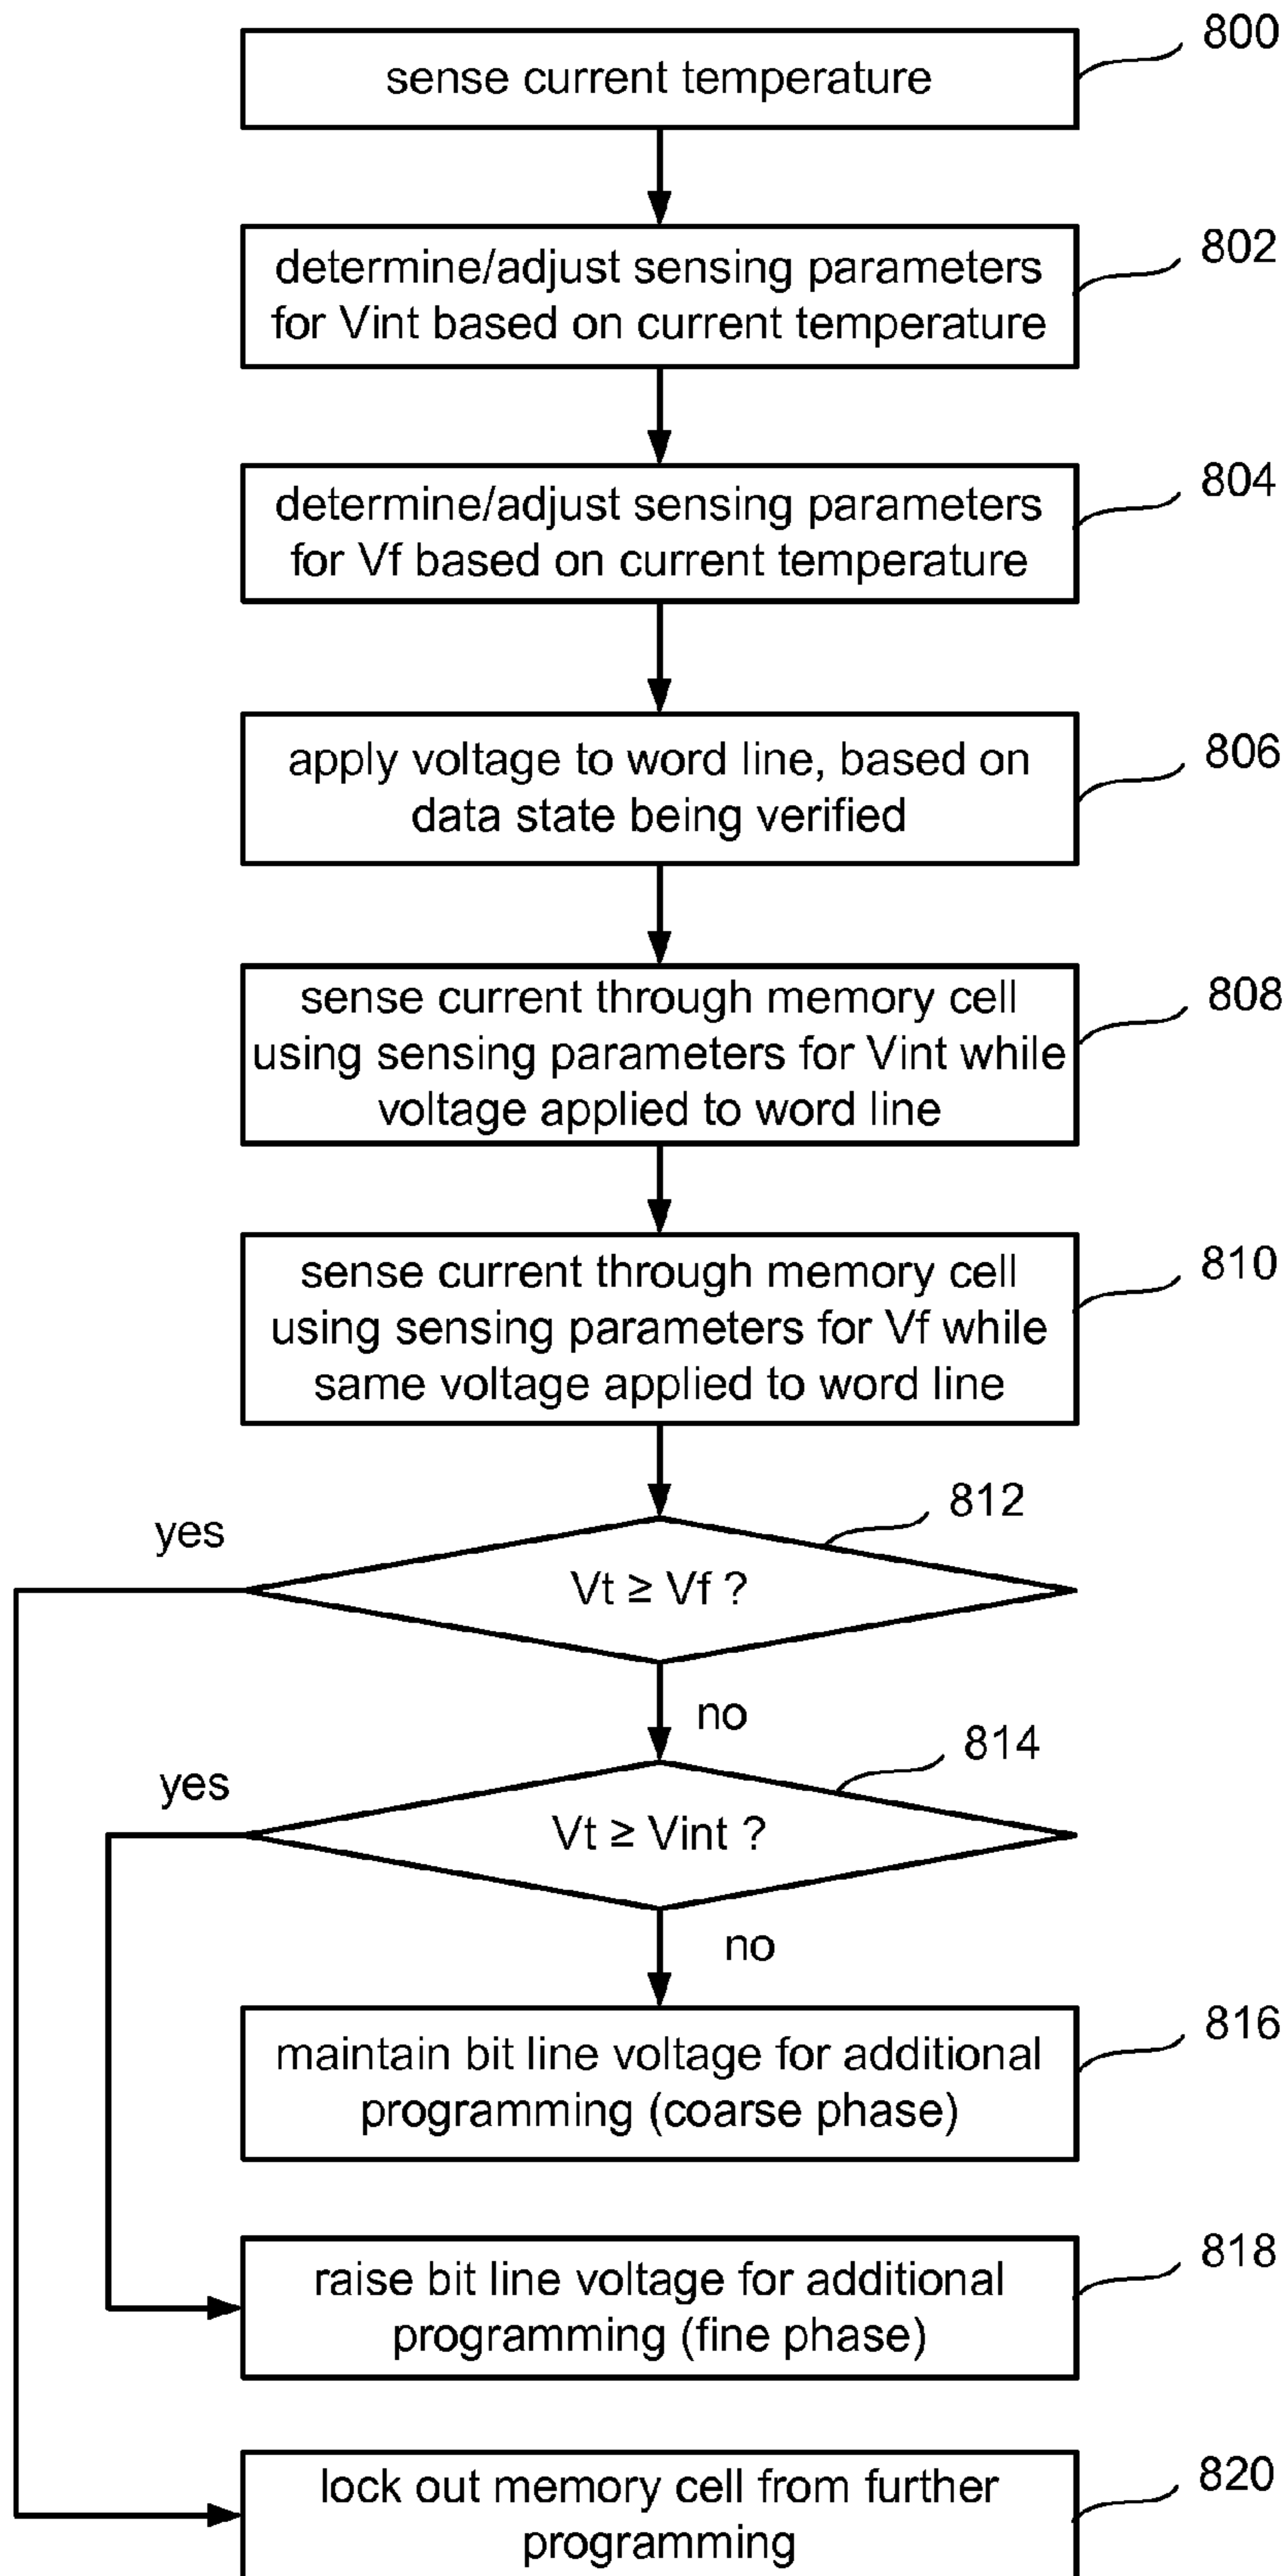 800
sense current temperature
802
determine/adjust sensing parameters
for Vint based on current temperature
804
determine/adjust sensing parameters
for Vf based on current temperature
806
apply voltage to word line, based on
data state being verified
808
sense current through memory cell
using sensing parameters for Vint while
voltage applied to word line
810
sense current through memory cell
using sensing parameters for Vf while
same voltage applied to word line
812
yes
Vt ≥ Vf ?
no
814
yes
Vt ≥ Vint ?
no
816
maintain bit line voltage for additional
programming (coarse phase)
818
raise bit line voltage for additional
programming (fine phase)
820
lock out memory cell from further
programming